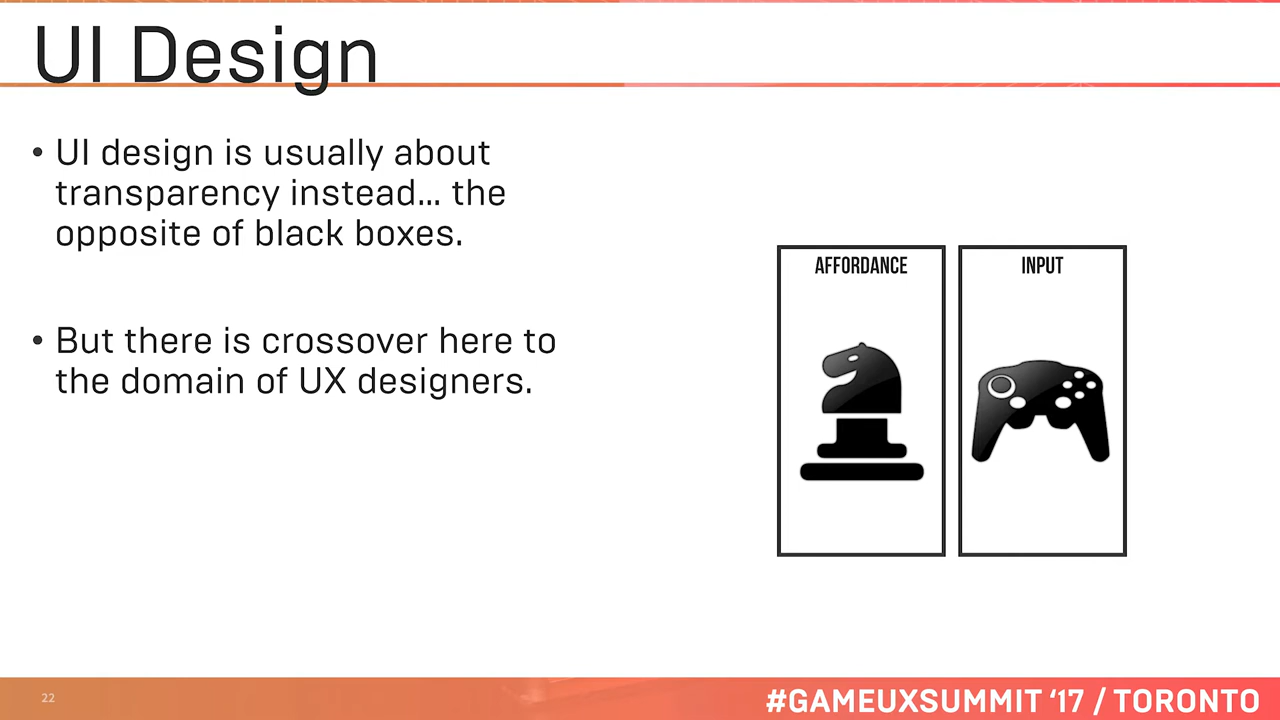 UI Design
• UI design is usually about
transparency instead... the
opposite of black boxes.
• But there is crossover here to
the domain of UX designers.
AFFORDANCE
INPUT
22
#GAMEUXSUMMIT ‘17 / TORONTO